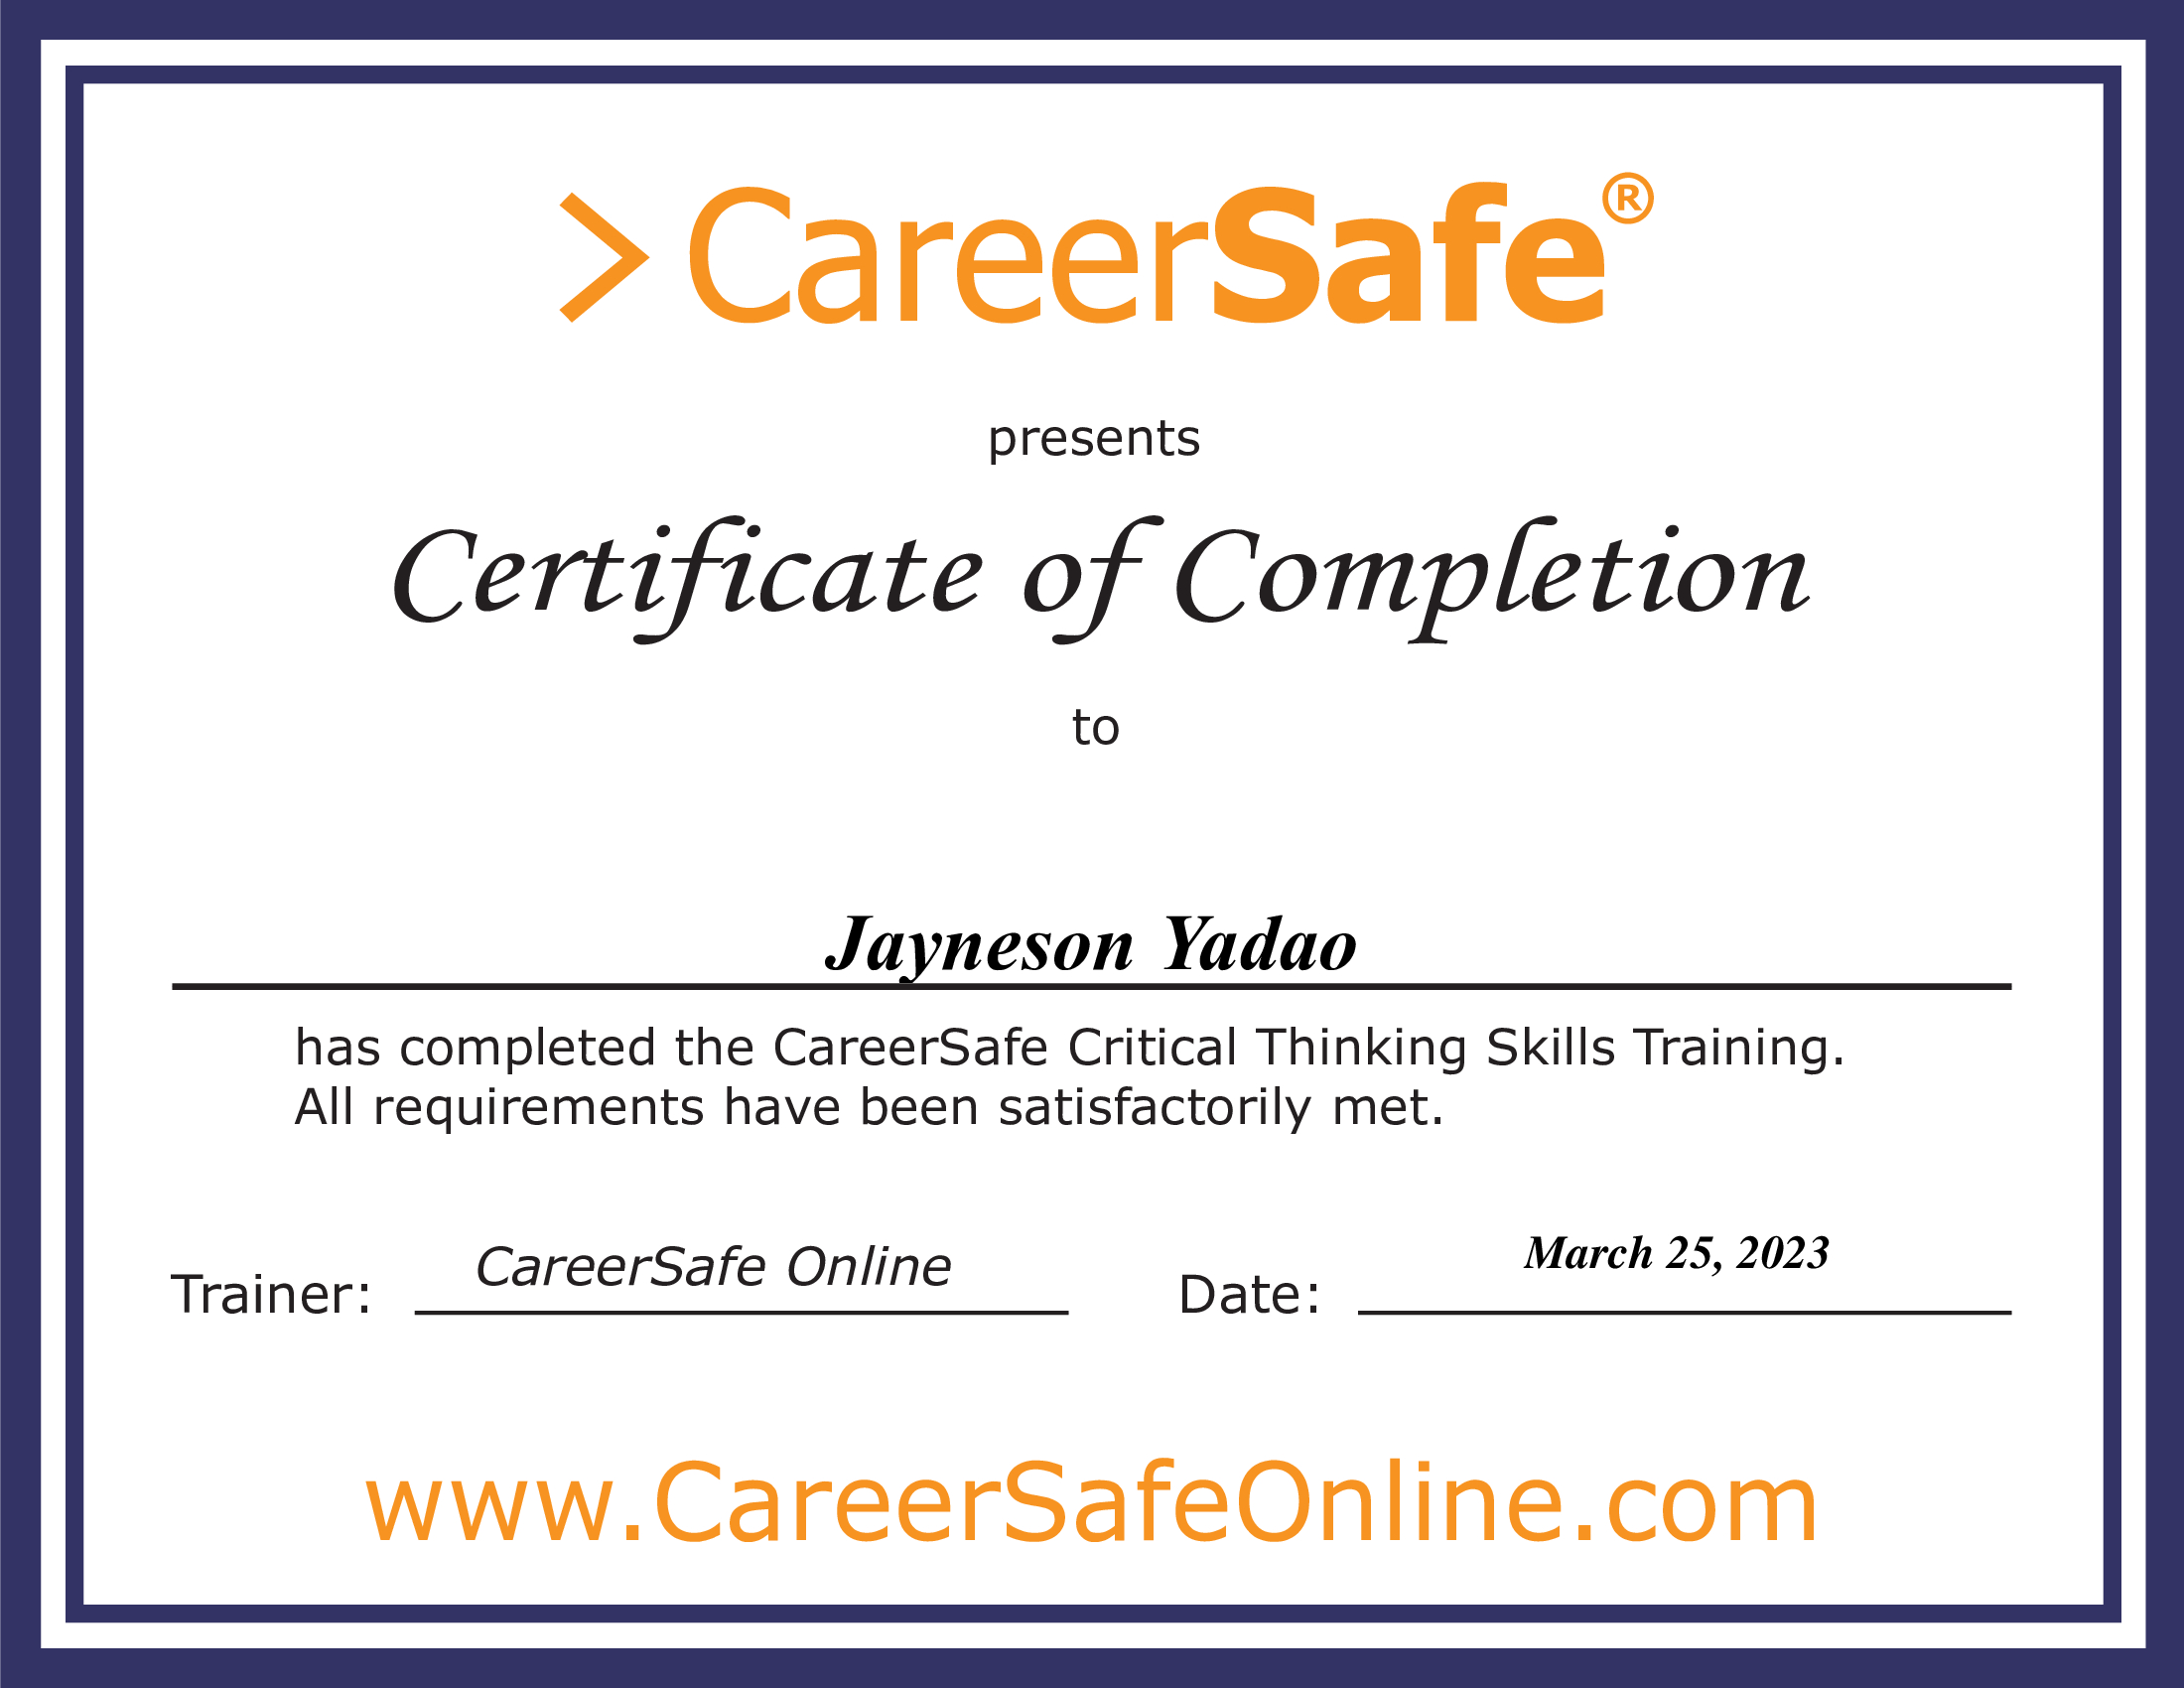 > CareerSafe®
presents
Certificate of Completion
to
Jayneson Yadao
has completed the CareerSafe Critical Thinking Skills Training.
All requirements have been satisfactorily met.
Trainer: CareerSafe Online Date: March 25, 2023
www.CareerSafeOnline.com